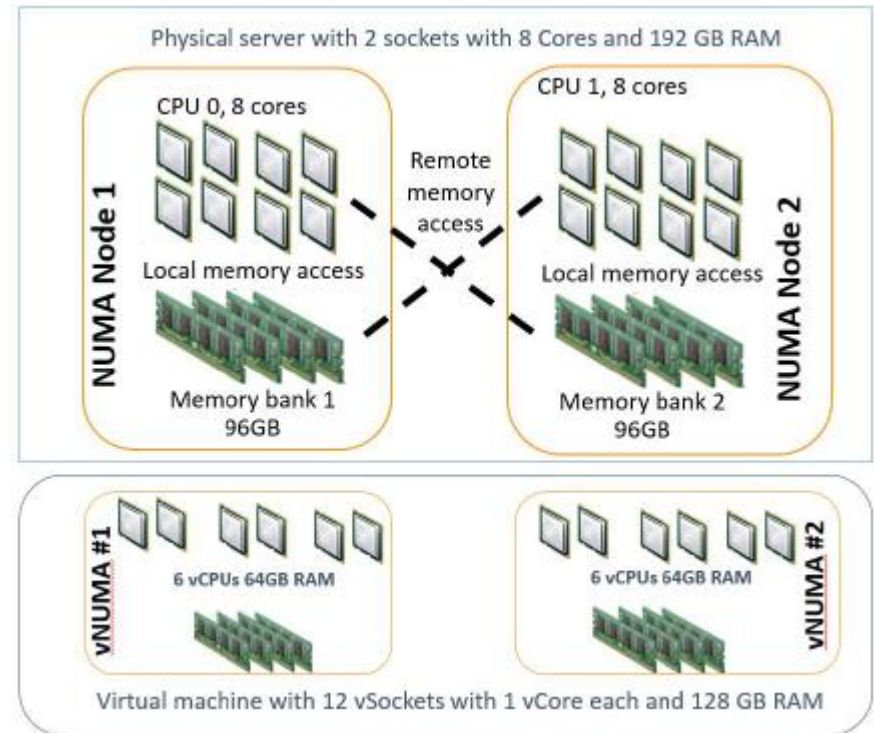 Physical server with 2 sockets with 8 Cores and 192 GB RAM
CPU 0, 8 cores
CPU 1, 8 cores
Remote
memory
access
NUMA Node 1
NUMA Node 2
Local memory access
Local memory access
Memory bank 1
96GB
Memory bank 2
96GB
vNUMA #1
6 vCPUs 64GB RAM
6 vCPUs 64GB RAM
vNUMA #2
Virtual machine with 12 vSockets with 1 vCore each and 128 GB RAM